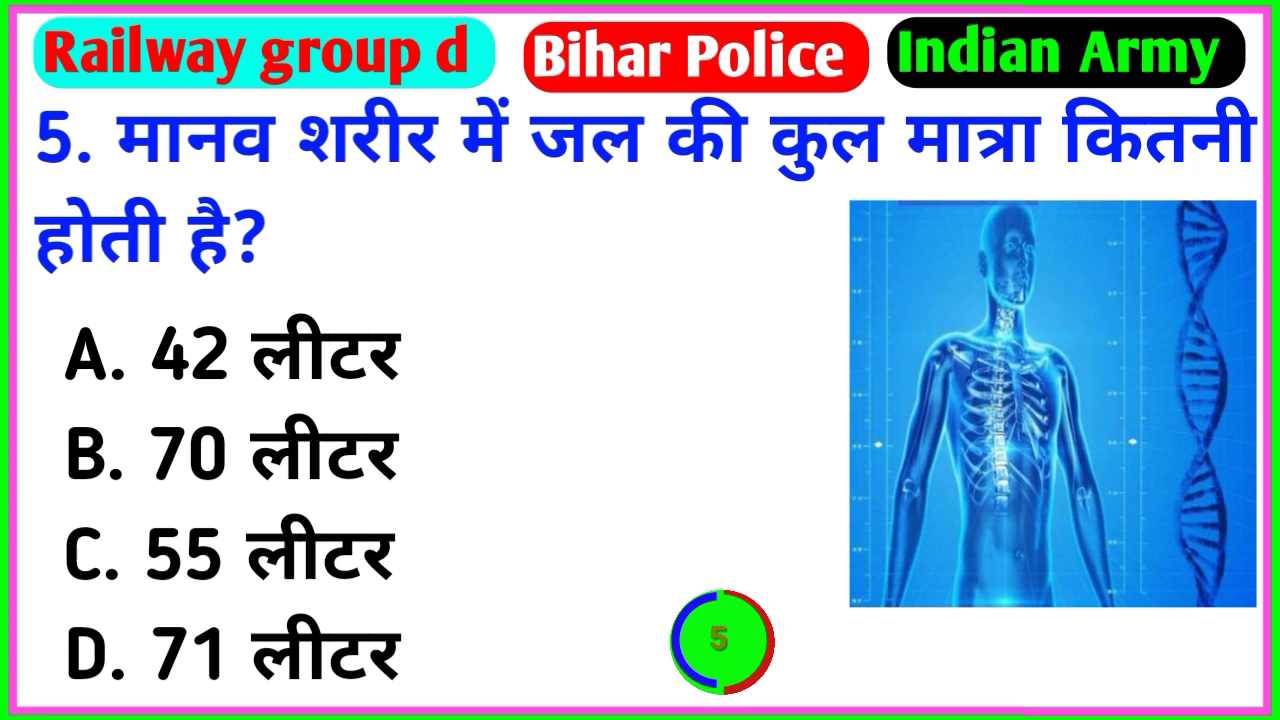 Railway group d Bihar Police Indian Army
5. मानव शरीर में जल की कुल मात्रा कितनी
होती है?
A. 42 लीटर
B. 70 लीटर
C. 55 लीटर
D. 71 लीटर
5